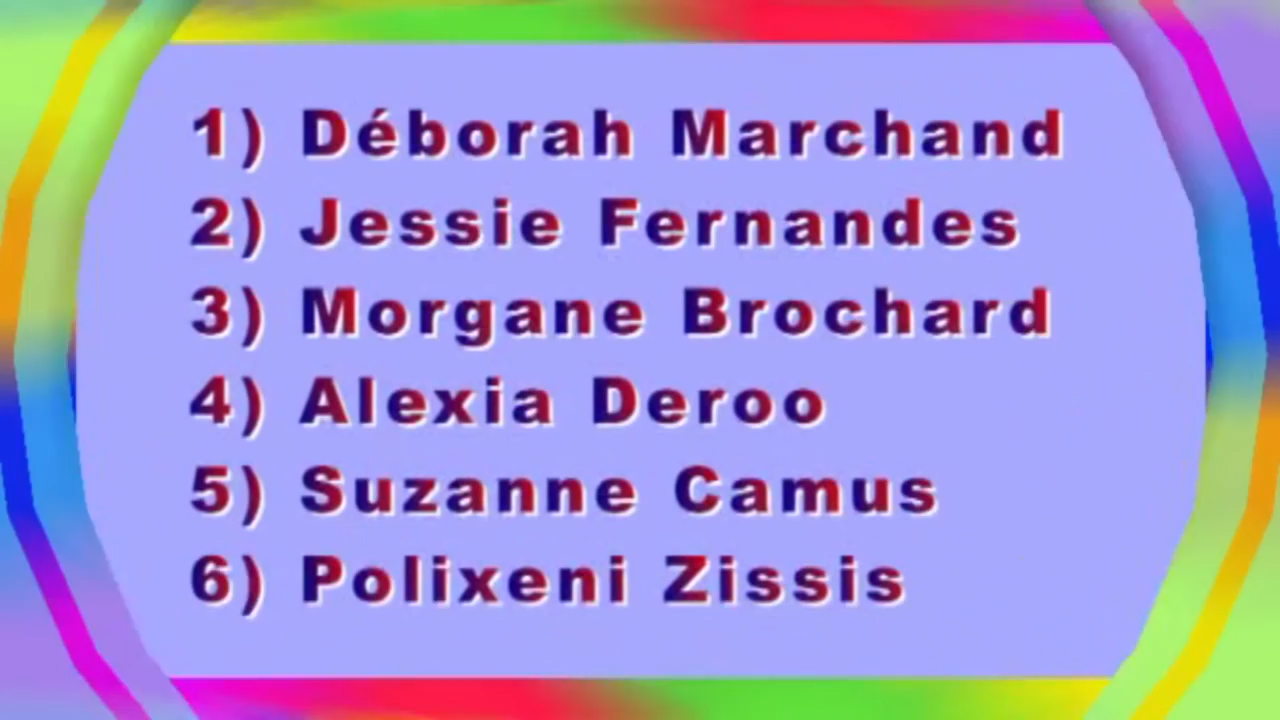 1) Déborah Marchand
2) Jessie Fernandes
3) Morgane Brochard
4) Alexia Deroo
5) Suzanne Camus
6) Polixeni Zissis